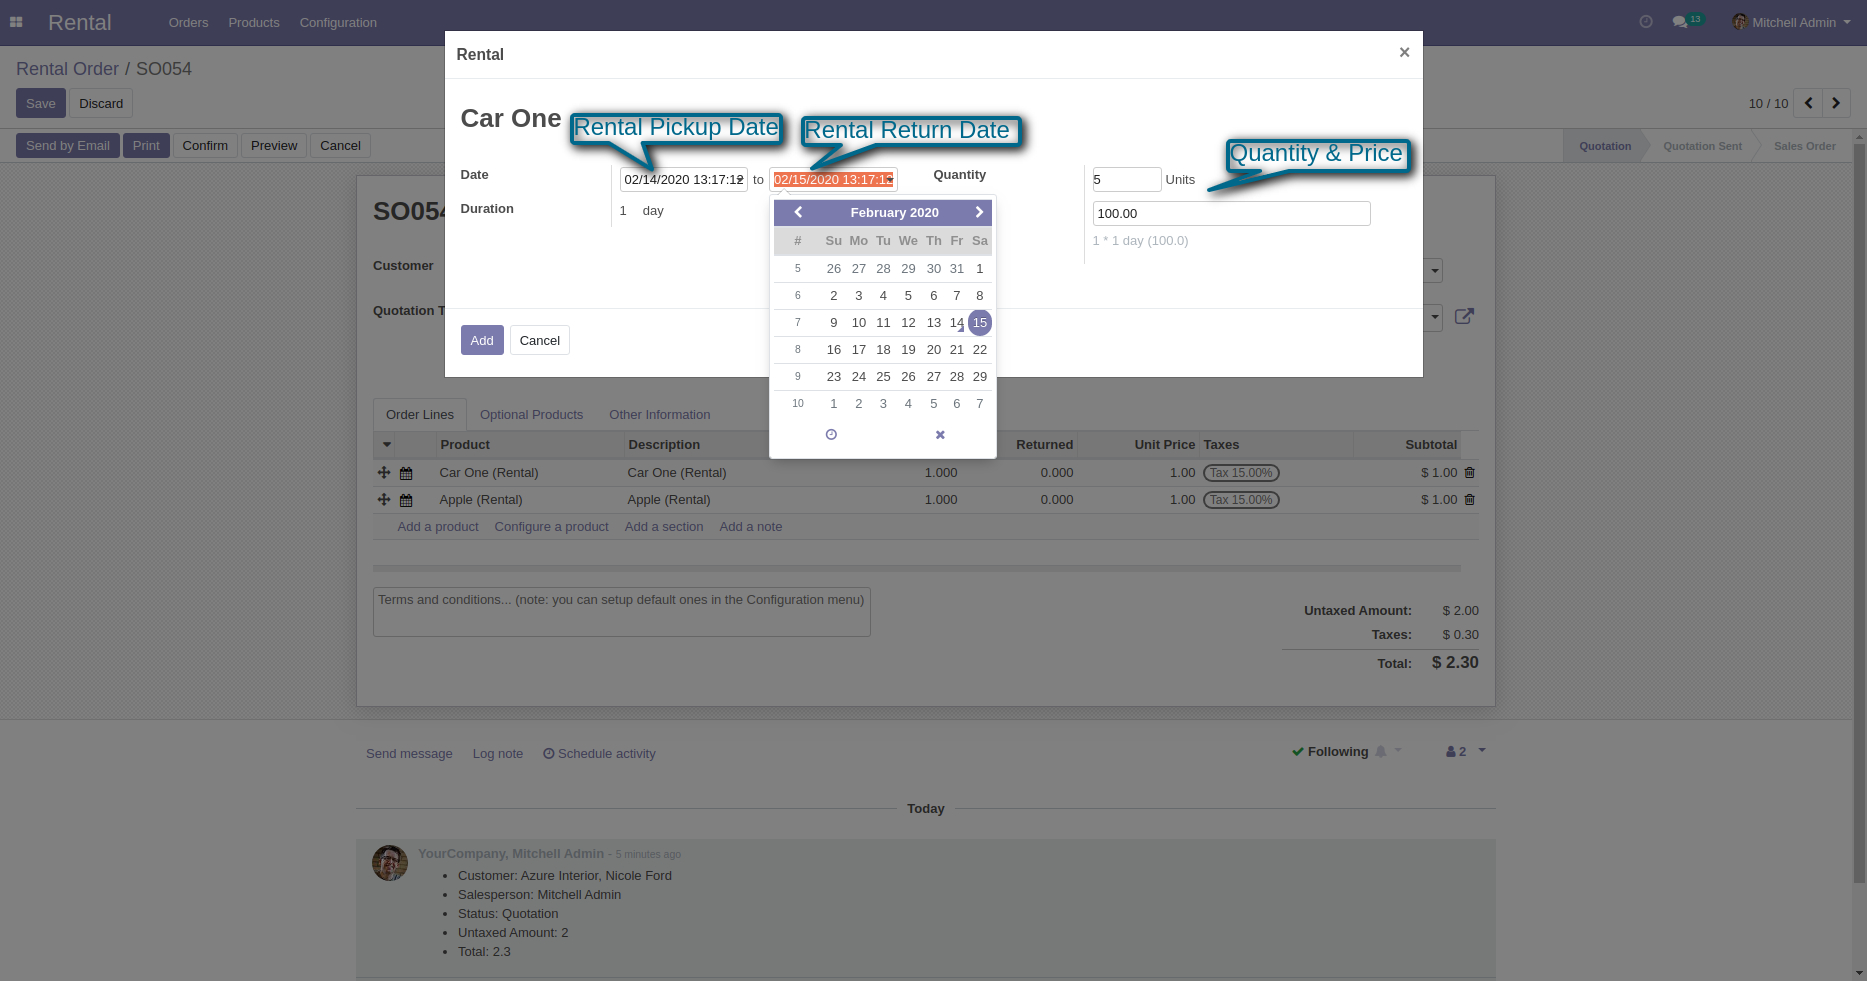 Rental Orders Products Configuration 13 Mitchell Admin
Rental Order / SO054
Save Discard
10 / 10
Send by Email Print Confirm Preview Cancel
Quotation Quotation Sent Sales Order
Rental ×
Car One
Rental Pickup Date Rental Return Date Quantity & Price
Date 02/14/2020 13:17:12 to 02/15/2020 13:17:12 Quantity 5 Units
Duration 1 day
100.00
1 * 1 day (100.0)
February 2020
# Su Mo Tu We Th Fr Sa
5 26 27 28 29 30 31 1
6 2 3 4 5 6 7 8
7 9 10 11 12 13 14 15
8 16 17 18 19 20 21 22
9 23 24 25 26 27 28 29
10 1 2 3 4 5 6 7
Add Cancel
SO054
Customer
Quotation T
Order Lines Optional Products Other Information
Product Description Returned Unit Price Taxes Subtotal
Car One (Rental) Car One (Rental) 1.000 0.000 1.00 Tax 15.00% $ 1.00
Apple (Rental) Apple (Rental) 1.000 0.000 1.00 Tax 15.00% $ 1.00
Add a product Configure a product Add a section Add a note
Terms and conditions... (note: you can setup default ones in the Configuration menu)
Untaxed Amount: $ 2.00
Taxes: $ 0.30
Total: $ 2.30
Send message Log note Schedule activity Following 2
Today
YourCompany, Mitchell Admin - 5 minutes ago
• Customer: Azure Interior, Nicole Ford
• Salesperson: Mitchell Admin
• Status: Quotation
• Untaxed Amount: 2
• Total: 2.3